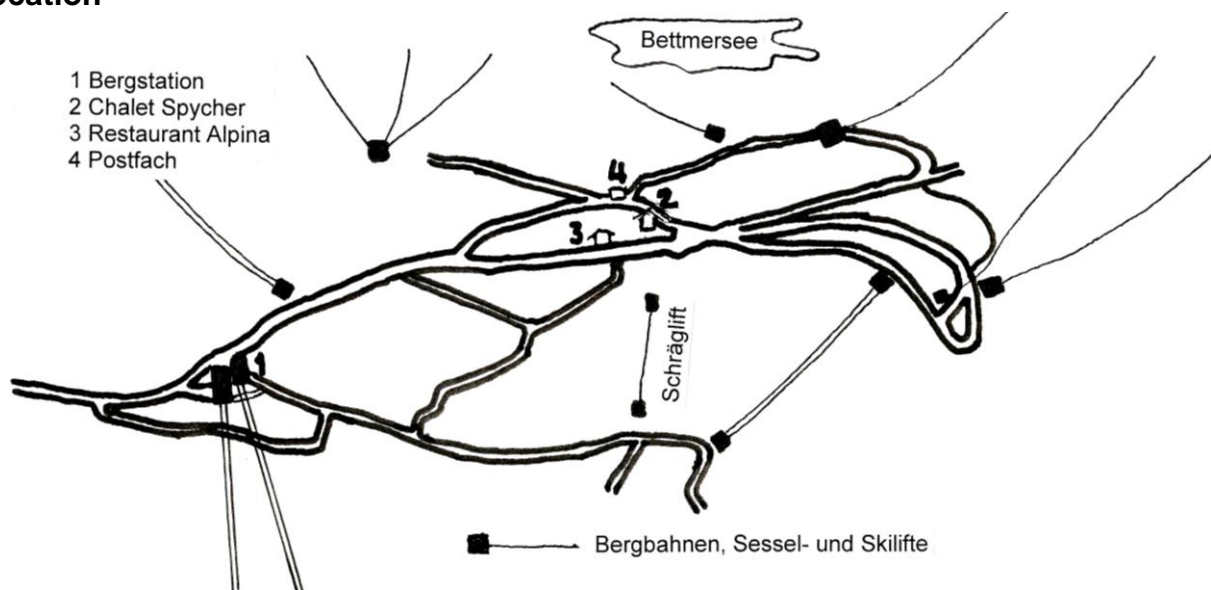 Bettmersee
1 Bergstation
2 Chalet Spycher
3 Restaurant Alpina
4 Postfach
4
2
3
Schräglift
1
Bergbahnen, Sessel- und Skilifte